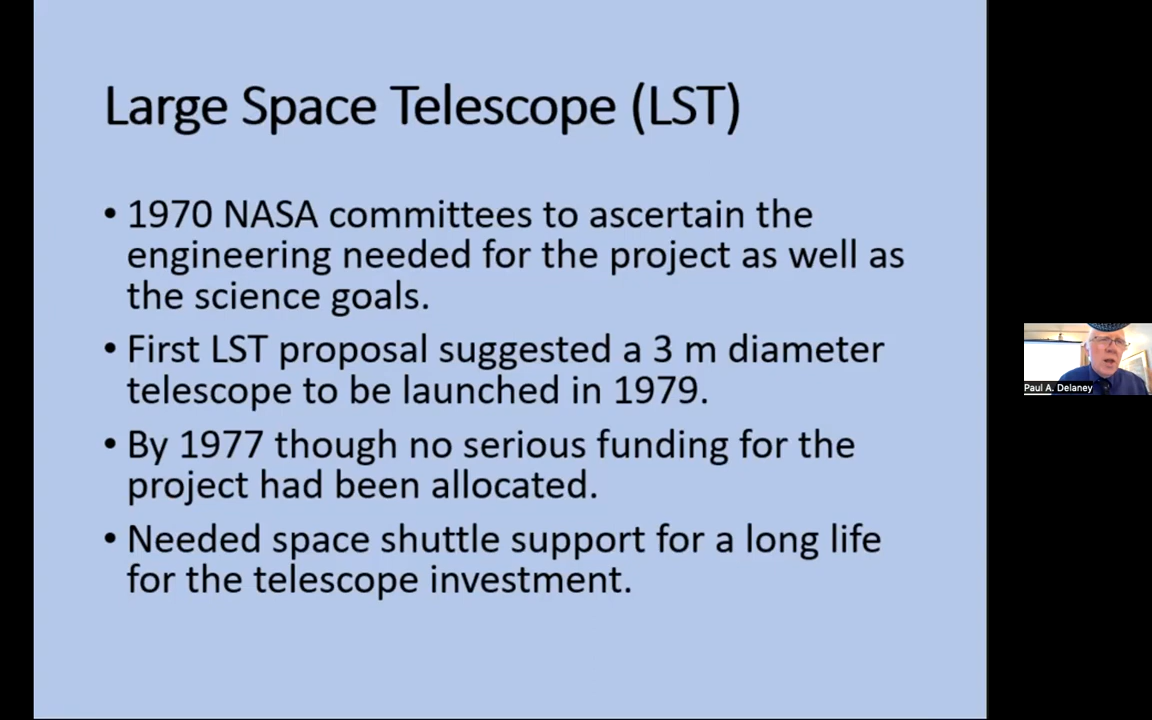 Large Space Telescope (LST)
• 1970 NASA committees to ascertain the
engineering needed for the project as well as
the science goals.
• First LST proposal suggested a 3 m diameter
telescope to be launched in 1979.
• By 1977 though no serious funding for the
project had been allocated.
• Needed space shuttle support for a long life
for the telescope investment.
Paul A. Delaney